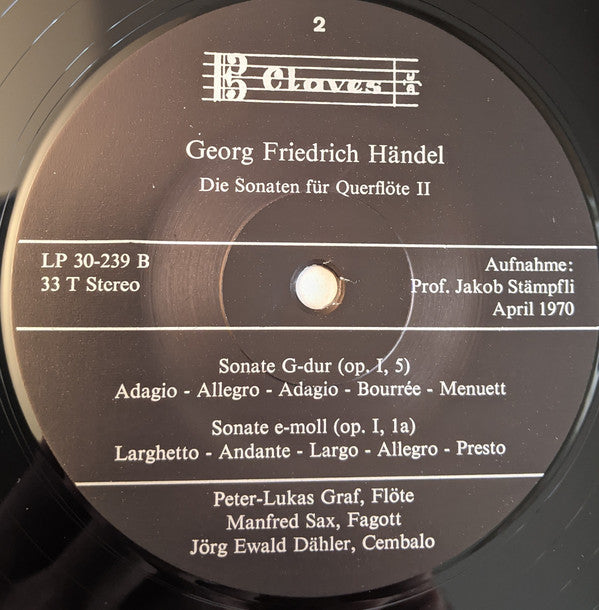 2
Claves
Georg Friedrich Händel
Die Sonaten für Querflöte II
LP 30-239 B
33 T Stereo
Aufnahme:
Prof. Jakob Stämpfli
April 1970
Sonate G-dur (op. I, 5)
Adagio - Allegro - Adagio - Bourrée - Menuett
Sonate e-moll (op. I, 1a)
Larghetto - Andante - Largo - Allegro - Presto
Peter-Lukas Graf, Flöte
Manfred Sax, Fagott
Jörg Ewald Dähler, Cembalo